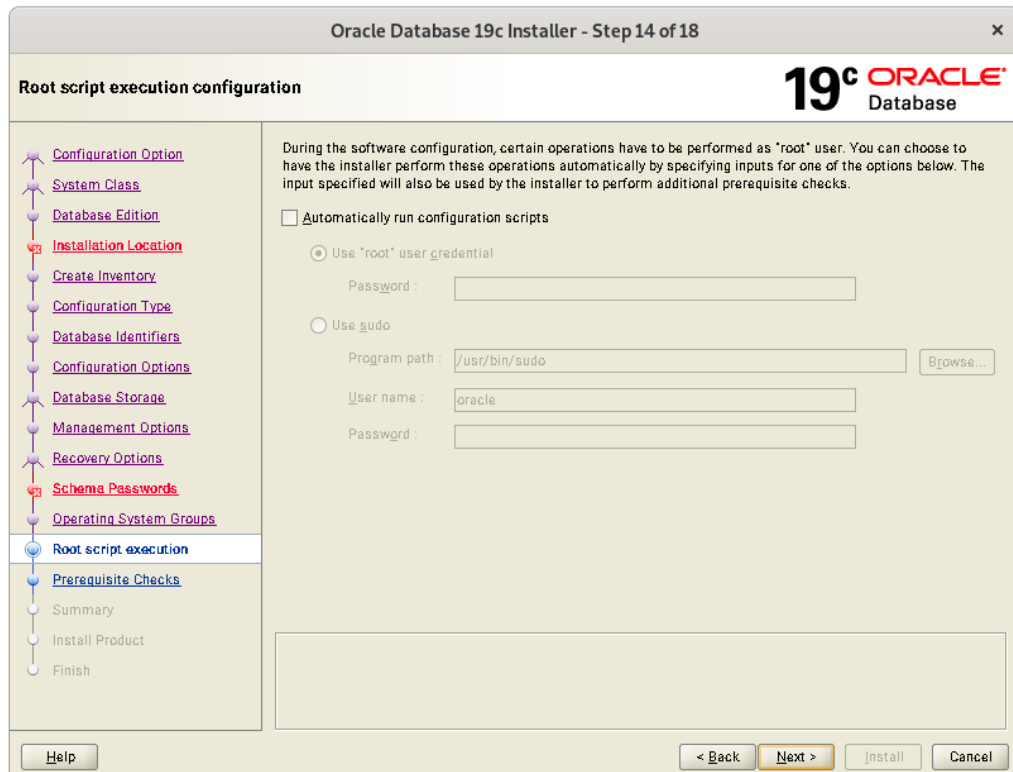 Oracle Database 19c Installer - Step 14 of 18
×
Root script execution configuration
19c ORACLE
Database
Configuration Option
System Class
Database Edition
Installation Location
Create Inventory
Configuration Type
Database Identifiers
Configuration Options
Database Storage
Management Options
Recovery Options
Schema Passwords
Operating System Groups
Root script execution
Prerequisite Checks
Summary
Install Product
Finish
During the software configuration, certain operations have to be performed as "root" user. You can choose to
have the installer perform these operations automatically by specifying inputs for one of the options below. The
input specified will also be used by the installer to perform additional prerequisite checks.
Automatically run configuration scripts
Use "root" user credential
Password :
Use sudo
Program path : /usr/bin/sudo Browse...
User name : oracle
Password :
Help < Back Next > Install Cancel